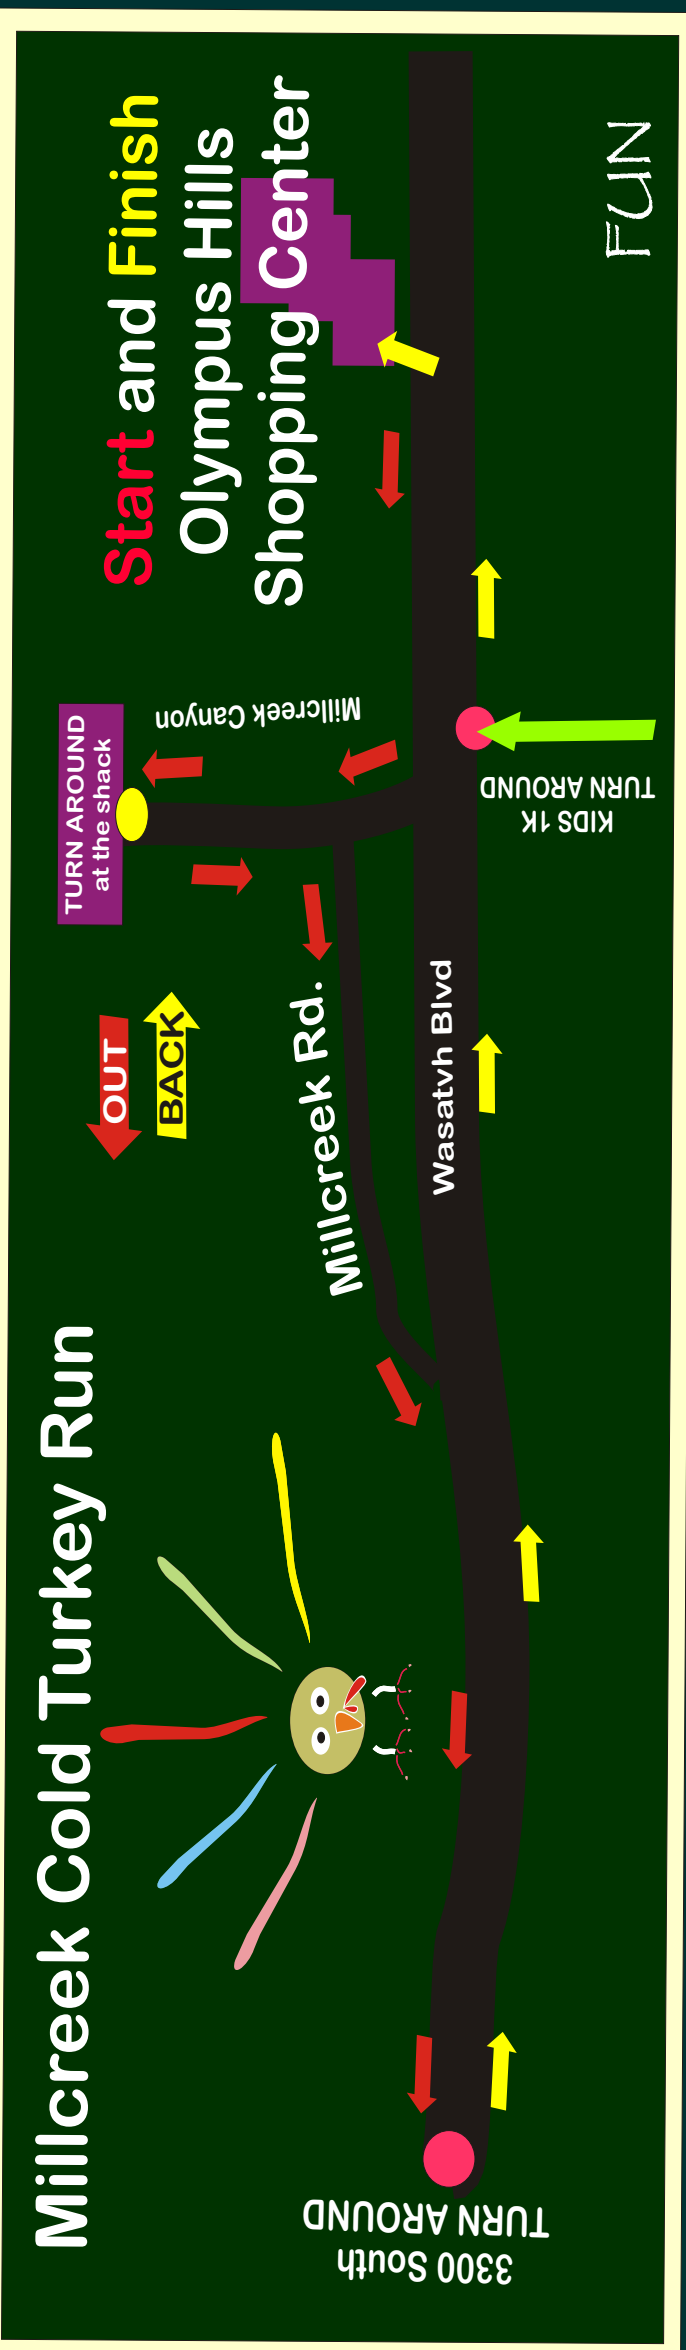 Millcreek Cold Turkey Run
Start and Finish
Olympus Hills
Shopping Center
TURN AROUND
at the shack
Millcreek Canyon
OUT
BACK
Millcreek Rd.
Wasatvh Blvd
KIDS 1K
TURN AROUND
3300 South
TURN AROUND
FUN